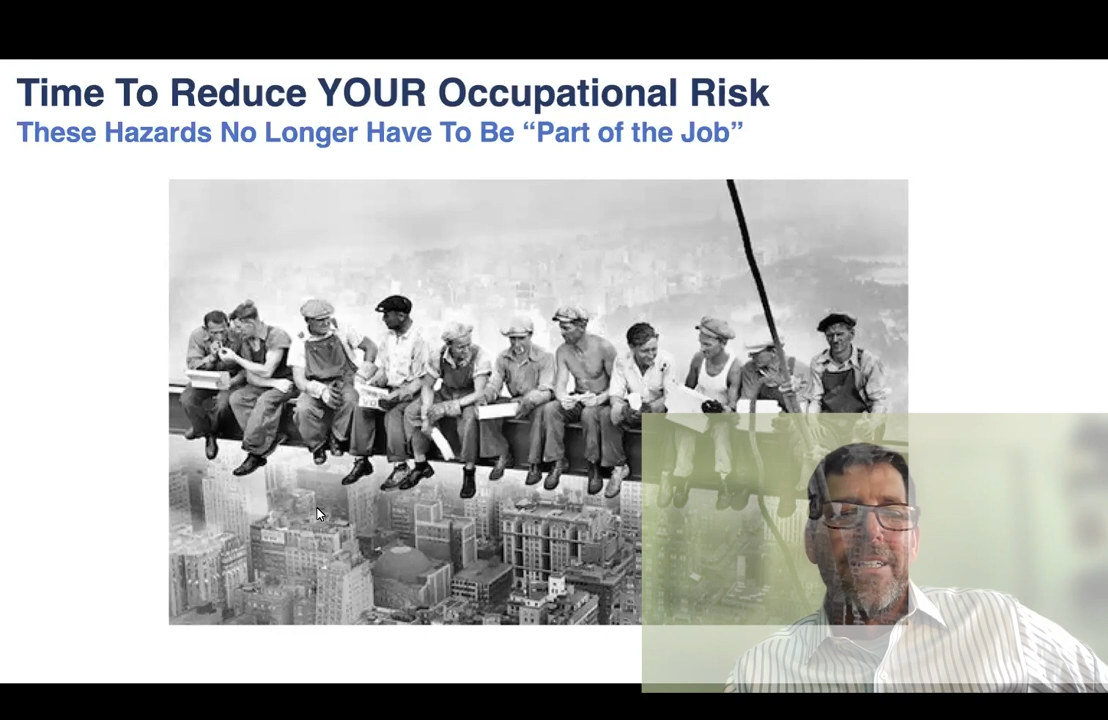 Time To Reduce YOUR Occupational Risk
These Hazards No Longer Have To Be “Part of the Job”